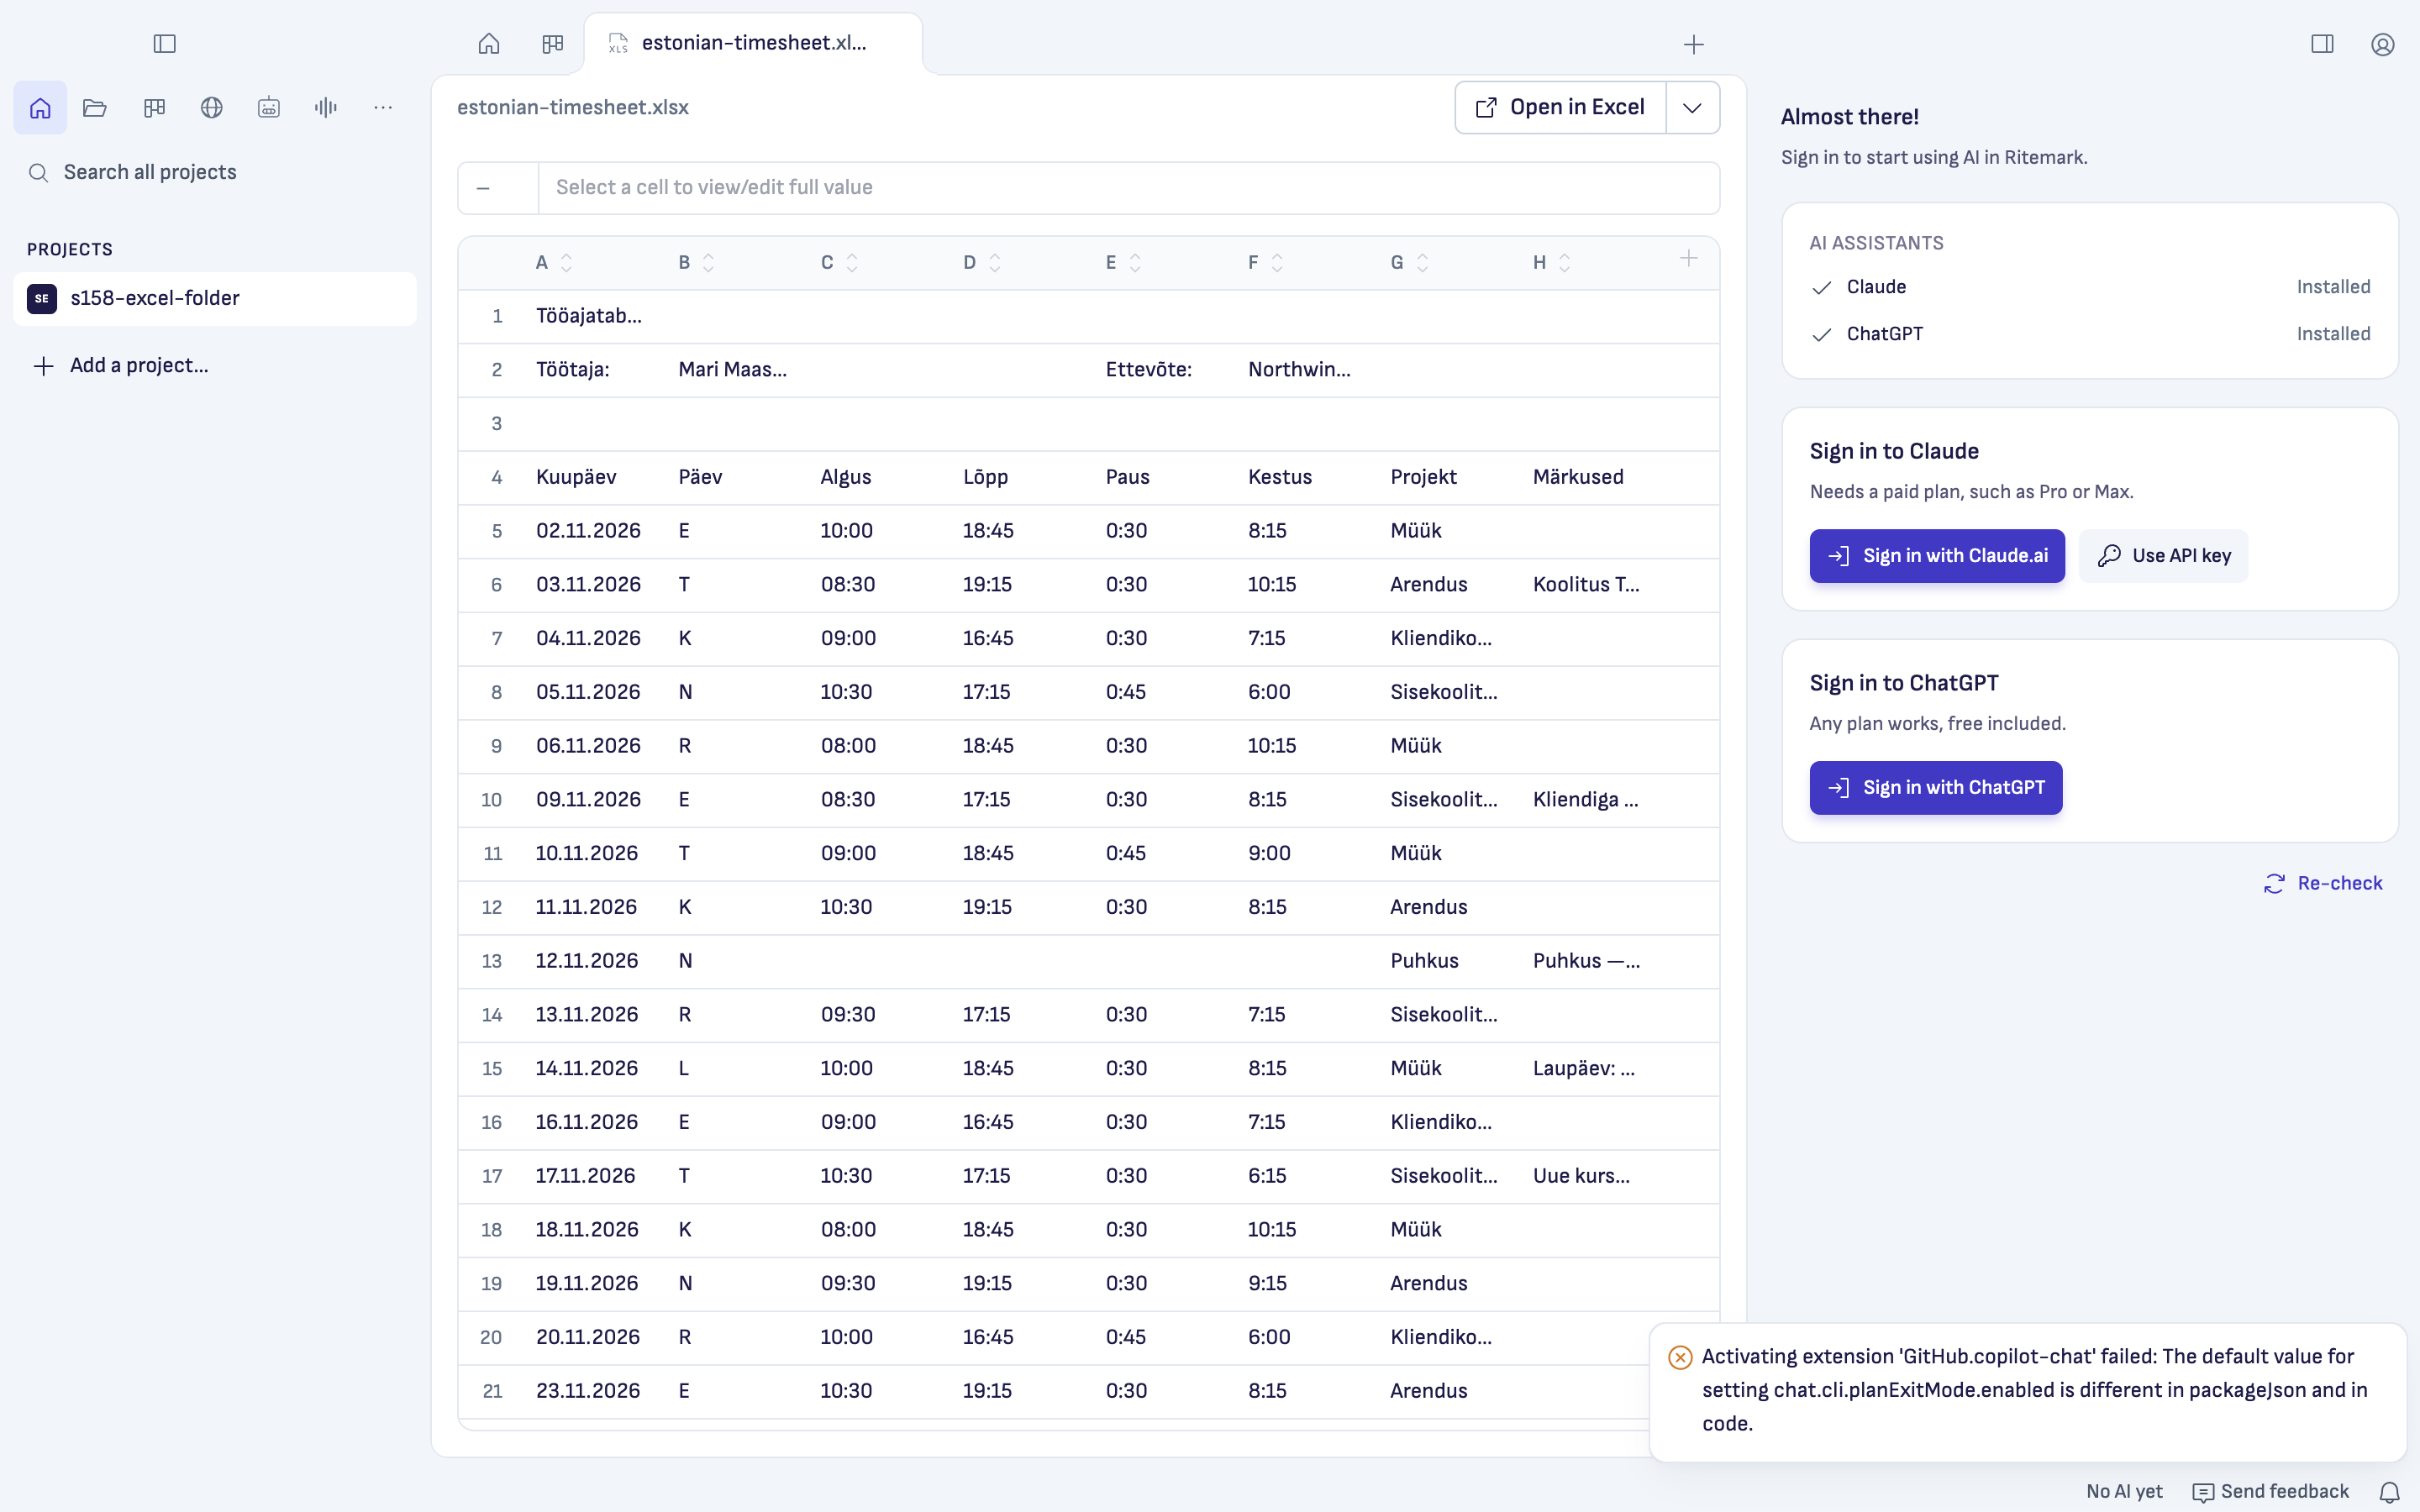 XLS estonian-timesheet.xl...
Search all projects
PROJECTS
SE s158-excel-folder
Add a project...
estonian-timesheet.xlsx
Open in Excel
– Select a cell to view/edit full value
A B C D E F G H
1 Tööajatab...
2 Töötaja: Mari Maas... Ettevõte: Northwin...
3
4 Kuupäev Päev Algus Lõpp Paus Kestus Projekt Märkused
5 02.11.2026 E 10:00 18:45 0:30 8:15 Müük
6 03.11.2026 T 08:30 19:15 0:30 10:15 Arendus Koolitus T...
7 04.11.2026 K 09:00 16:45 0:30 7:15 Kliendiko...
8 05.11.2026 N 10:30 17:15 0:45 6:00 Sisekoolit...
9 06.11.2026 R 08:00 18:45 0:30 10:15 Müük
10 09.11.2026 E 08:30 17:15 0:30 8:15 Sisekoolit... Kliendiga ...
11 10.11.2026 T 09:00 18:45 0:45 9:00 Müük
12 11.11.2026 K 10:30 19:15 0:30 8:15 Arendus
13 12.11.2026 N Puhkus Puhkus —...
14 13.11.2026 R 09:30 17:15 0:30 7:15 Sisekoolit...
15 14.11.2026 L 10:00 18:45 0:30 8:15 Müük Laupäev: ...
16 16.11.2026 E 09:00 16:45 0:30 7:15 Kliendiko...
17 17.11.2026 T 10:30 17:15 0:30 6:15 Sisekoolit... Uue kurs...
18 18.11.2026 K 08:00 18:45 0:30 10:15 Müük
19 19.11.2026 N 09:30 19:15 0:30 9:15 Arendus
20 20.11.2026 R 10:00 16:45 0:45 6:00 Kliendiko...
21 23.11.2026 E 10:30 19:15 0:30 8:15 Arendus
Almost there!
Sign in to start using AI in Ritemark.
AI ASSISTANTS
Claude Installed
ChatGPT Installed
Sign in to Claude
Needs a paid plan, such as Pro or Max.
Sign in with Claude.ai Use API key
Sign in to ChatGPT
Any plan works, free included.
Sign in with ChatGPT
Re-check
Activating extension 'GitHub.copilot-chat' failed: The default value for
setting chat.cli.planExitMode.enabled is different in packageJson and in
code.
No AI yet Send feedback